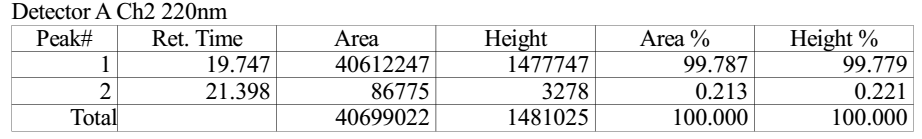 Detector A Ch2 220nm
Peak# Ret. Time Area Height Area % Height %
1 19.747 40612247 1477747 99.787 99.779
2 21.398 86775 3278 0.213 0.221
Total 40699022 1481025 100.000 100.000